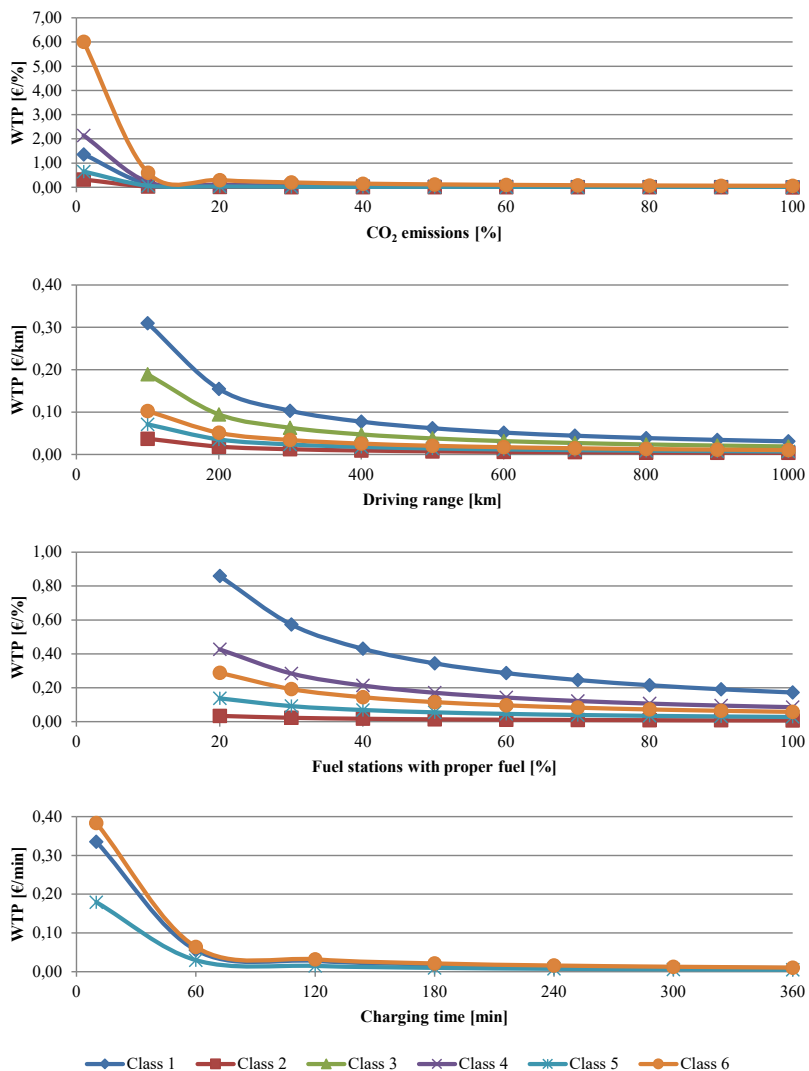 7,00
6,00
5,00
4,00
3,00
2,00
1,00
0,00
WTP [€/%]
0 20 40 60 80 100
CO₂ emissions [%]
0,40
0,30
0,20
0,10
0,00
WTP [€/km]
0 200 400 600 800 1000
Driving range [km]
1,00
0,80
0,60
0,40
0,20
0,00
WTP [€/%]
0 20 40 60 80 100
Fuel stations with proper fuel [%]
0,40
0,30
0,20
0,10
0,00
WTP [€/min]
0 60 120 180 240 300 360
Charging time [min]
Class 1 Class 2 Class 3 Class 4 Class 5 Class 6